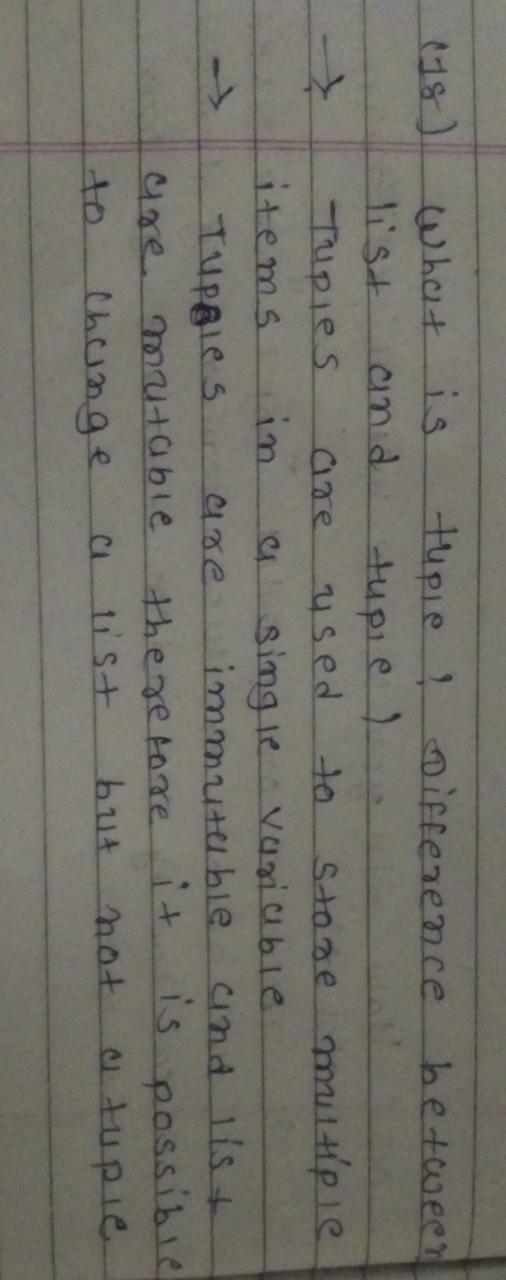 (18) What is tuple ? Difference between
list and tuple ?
→ Tuples are used to store multiple
items in a single variable
→ Tuples are immutable and list
are mutable therefore it is possible
to change a list but not a tuple